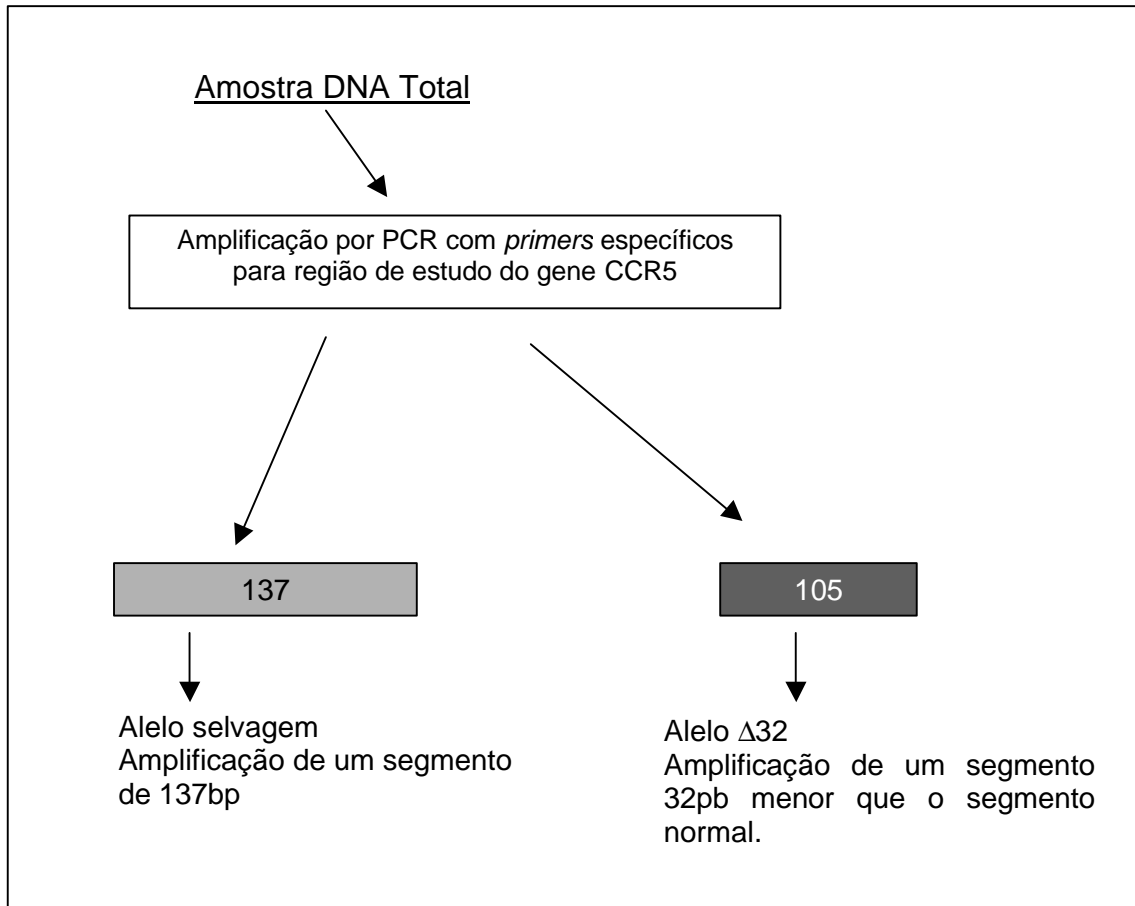 Amostra DNA Total
Amplificação por PCR com primers específicos
para região de estudo do gene CCR5
137
105
Alelo selvagem
Amplificação de um segmento
de 137bp
Alelo ∆32
Amplificação de um segmento
32pb menor que o segmento
normal.